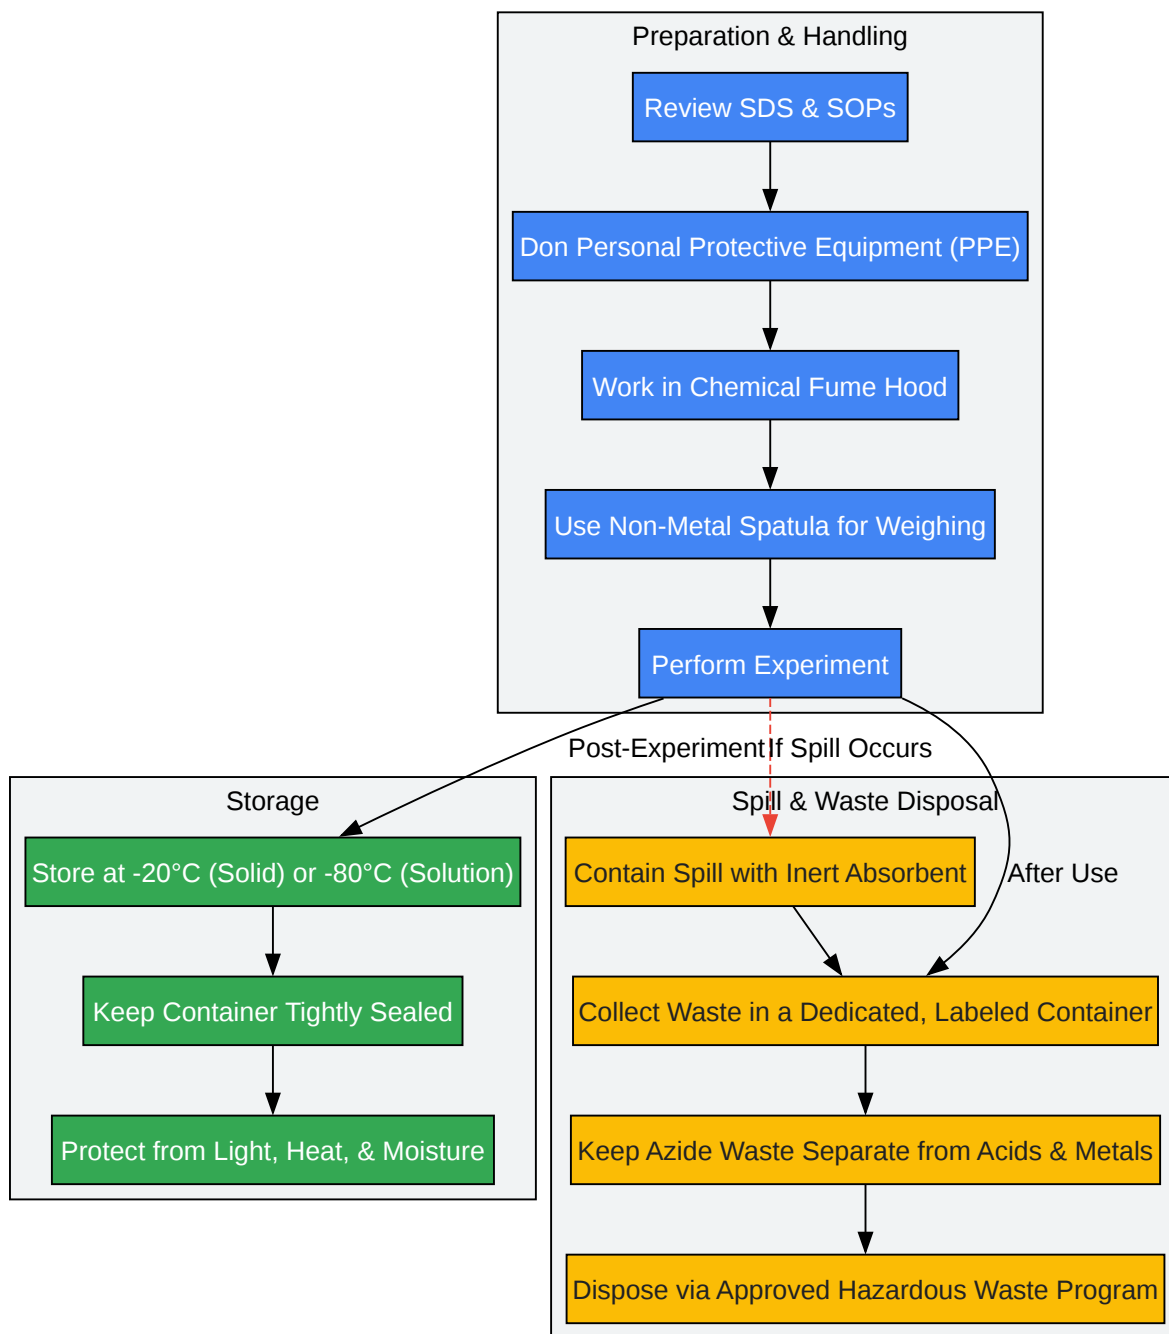 Preparation & Handling
Review SDS & SOPs
Don Personal Protective Equipment (PPE)
Work in Chemical Fume Hood
Use Non-Metal Spatula for Weighing
Perform Experiment
Post-Experiment
If Spill Occurs
Storage
Store at -20°C (Solid) or -80°C (Solution)
Keep Container Tightly Sealed
Protect from Light, Heat, & Moisture
Spill & Waste Disposal
Contain Spill with Inert Absorbent
After Use
Collect Waste in a Dedicated, Labeled Container
Keep Azide Waste Separate from Acids & Metals
Dispose via Approved Hazardous Waste Program